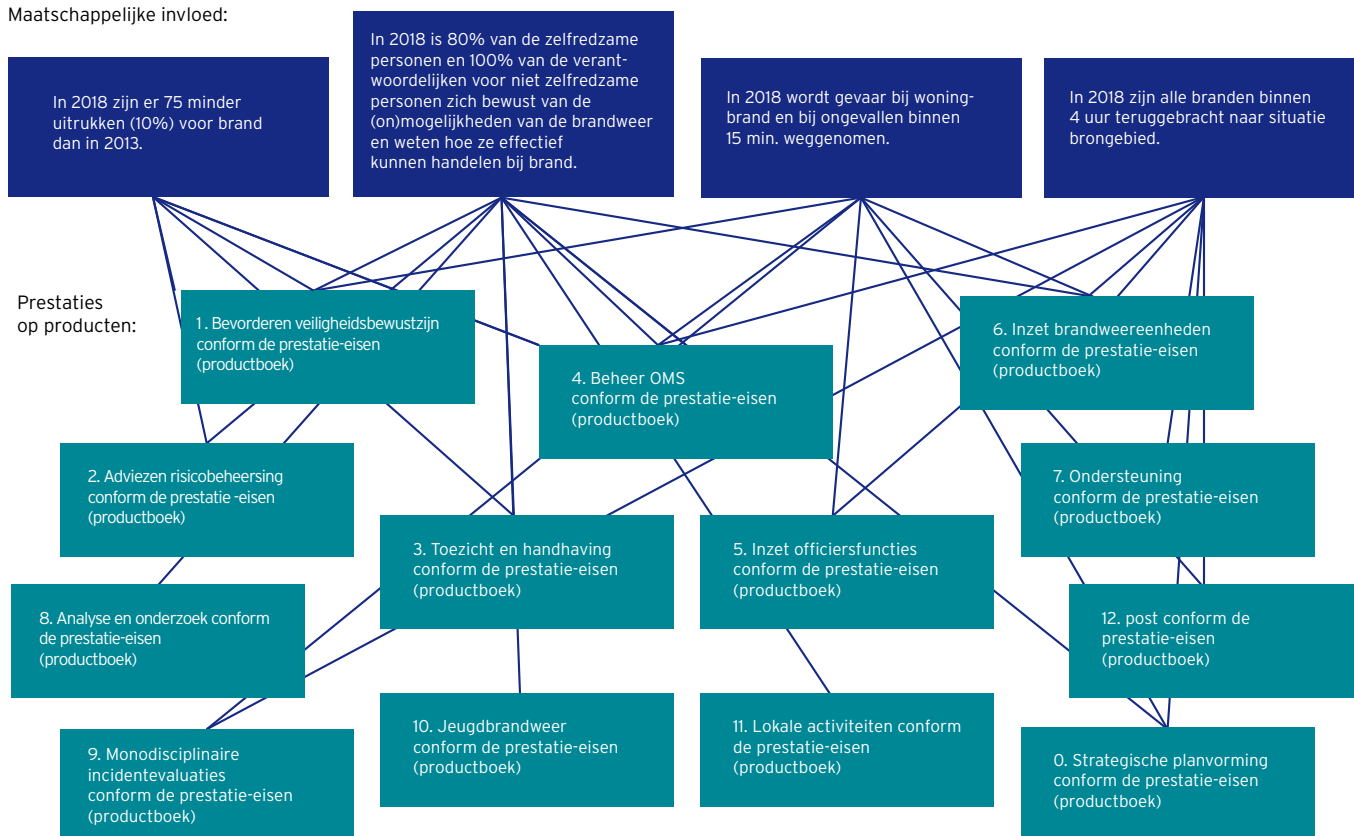 Maatschappelijke invloed:
In 2018 zijn er 75 minder
uitrukken (10%) voor brand
dan in 2013.
In 2018 is 80% van de zelfredzame
personen en 100% van de verant-
woordelijken voor niet zelfredzame
personen zich bewust van de
(on)mogelijkheden van de brandweer
en weten hoe ze effectief
kunnen handelen bij brand.
In 2018 wordt gevaar bij woning-
brand en bij ongevallen binnen
15 min. weggenomen.
In 2018 zijn alle branden binnen
4 uur teruggebracht naar situatie
brongebied.
Prestaties
op producten:
1. Bevorderen veiligheidsbewustzijn
conform de prestatie-eisen
(productboek)
4. Beheer OMS
conform de prestatie-eisen
(productboek)
6. Inzet brandweereenheden
conform de prestatie-eisen
(productboek)
2. Adviezen risicobeheersing
conform de prestatie -eisen
(productboek)
3. Toezicht en handhaving
conform de prestatie-eisen
(productboek)
5. Inzet officiersfuncties
conform de prestatie-eisen
(productboek)
7. Ondersteuning
conform de prestatie-eisen
(productboek)
8. Analyse en onderzoek conform
de prestatie-eisen
(productboek)
12. post conform de
prestatie-eisen
(productboek)
9. Monodisciplinaire
incidentevaluaties
conform de prestatie-eisen
(productboek)
10. Jeugdbrandweer
conform de prestatie-eisen
(productboek)
11. Lokale activiteiten conform
de prestatie-eisen
(productboek)
0. Strategische planvorming
conform de prestatie-eisen
(productboek)